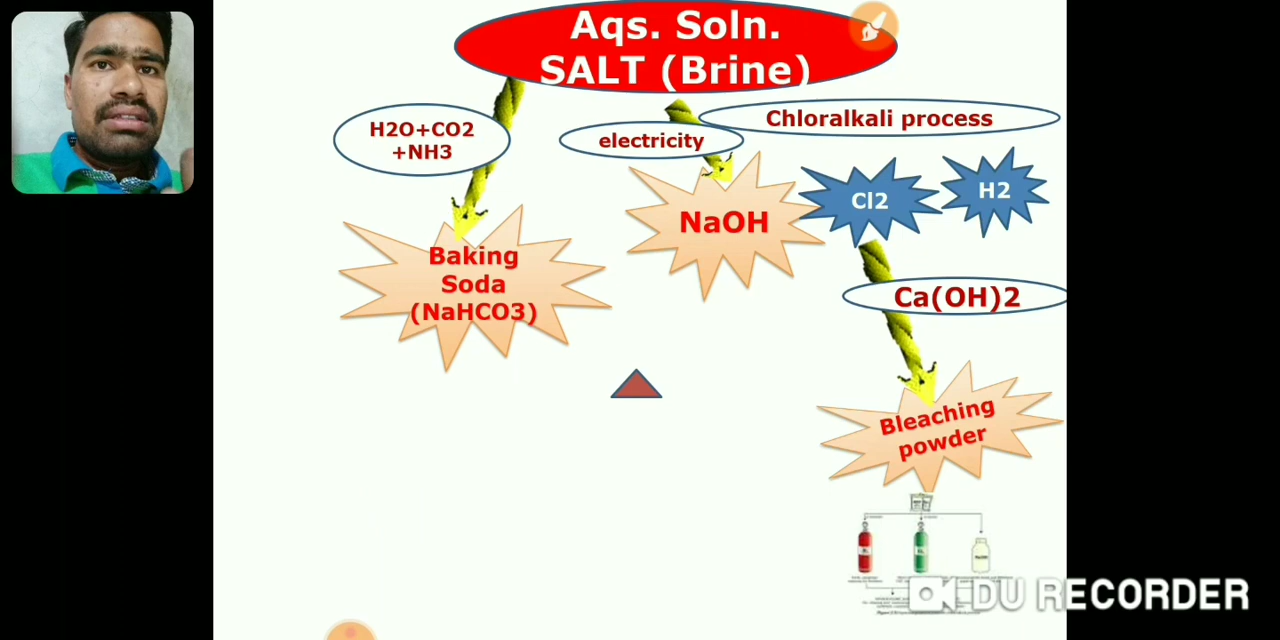 Aqs. Soln.
SALT (Brine)
H2O+CO2
+NH3
electricity
Chloralkali process
NaOH
Cl2
H2
Baking
Soda
(NaHCO3)
Ca(OH)2
Bleaching
powder
DU RECORDER